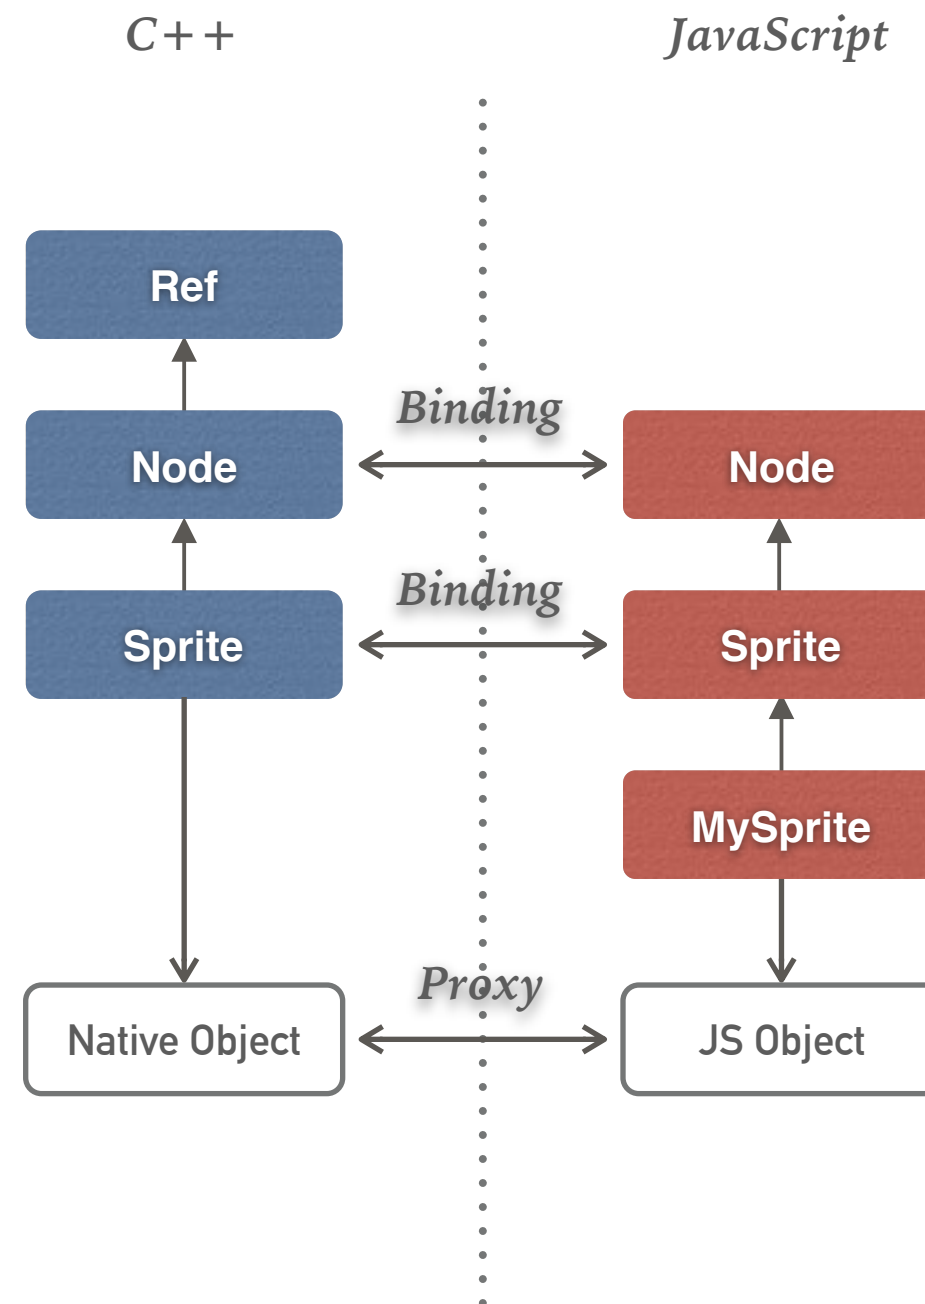 C++
JavaScript
Ref
Binding
Node
Node
Binding
Sprite
Sprite
MySprite
Proxy
Native Object
JS Object